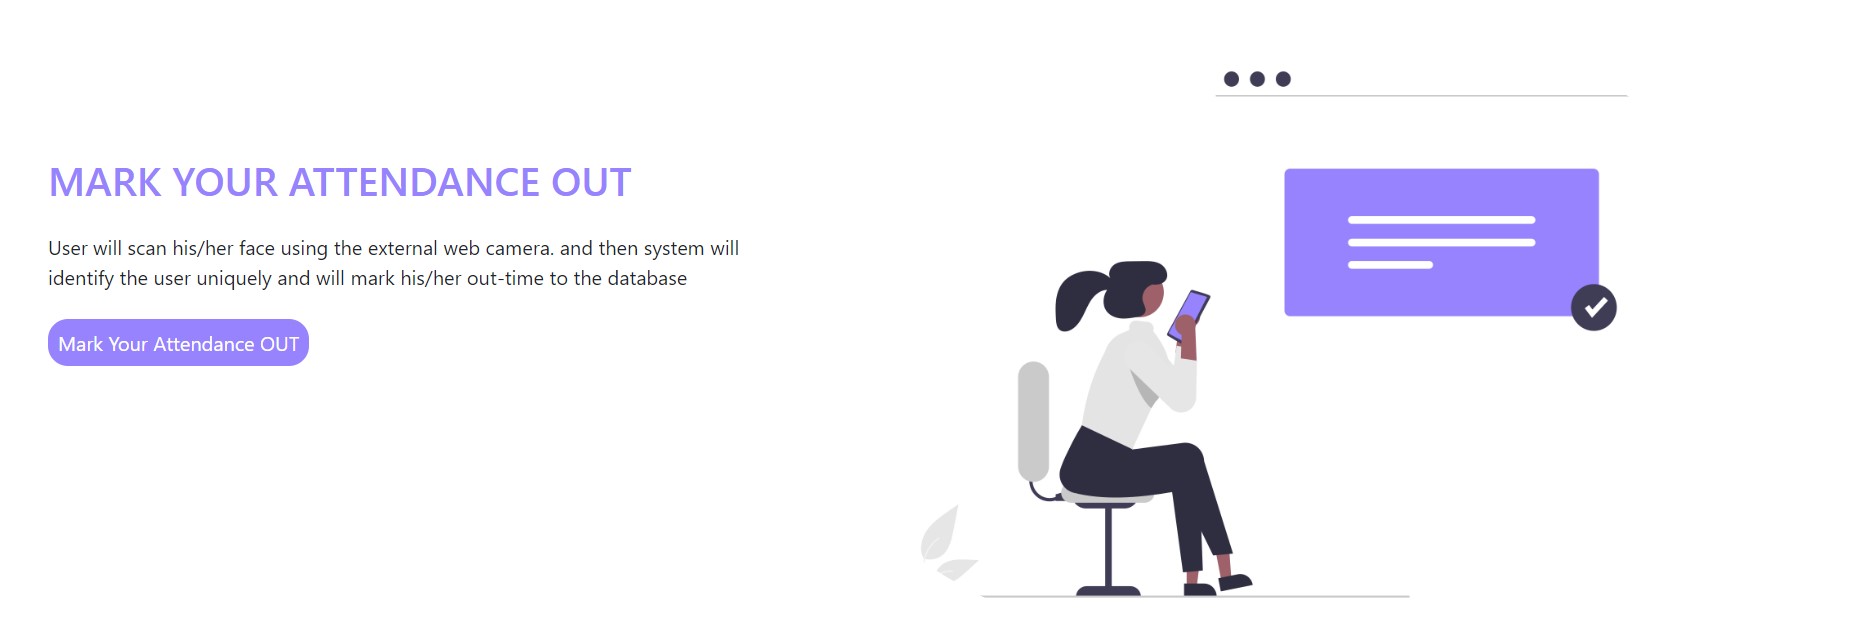 MARK YOUR ATTENDANCE OUT
User will scan his/her face using the external web camera. and then system will
identify the user uniquely and will mark his/her out-time to the database
Mark Your Attendance OUT